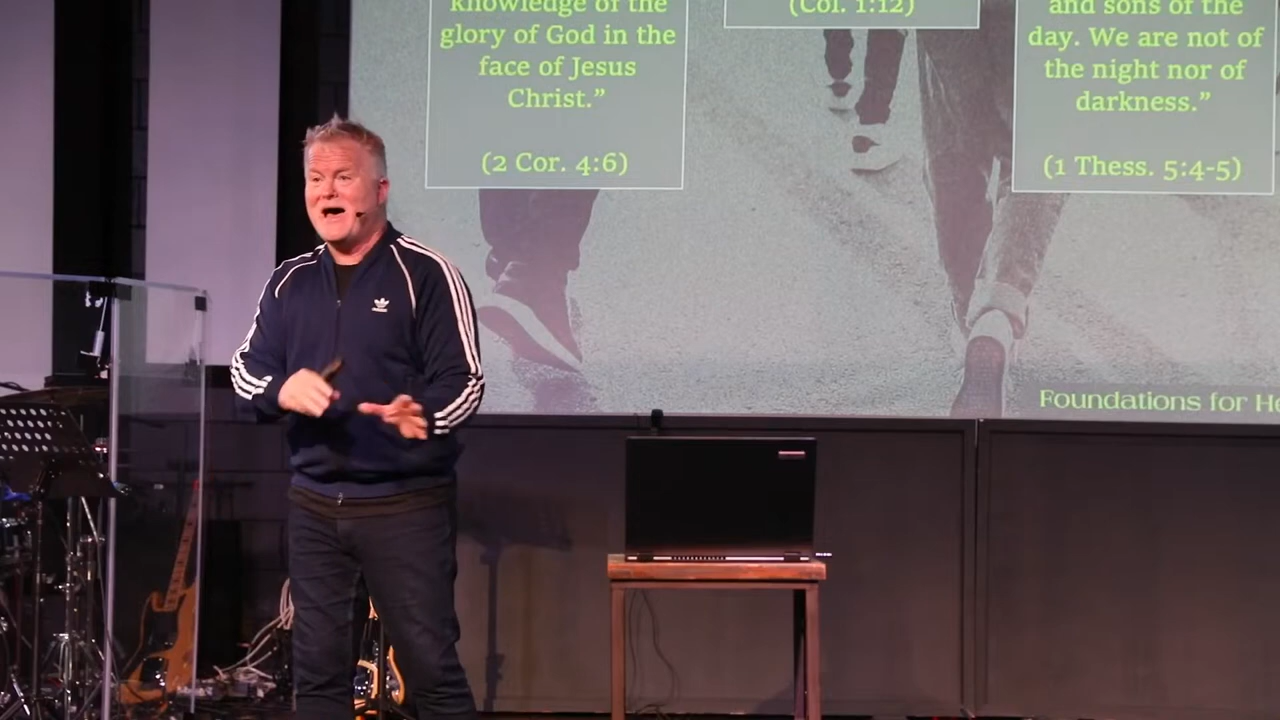 knowledge of the
glory of God in the
face of Jesus
Christ.”
(2 Cor. 4:6)
(Col. 1:12)
and sons of the
day. We are not of
the night nor of
darkness.”
(1 Thess. 5:4-5)
Foundations for He